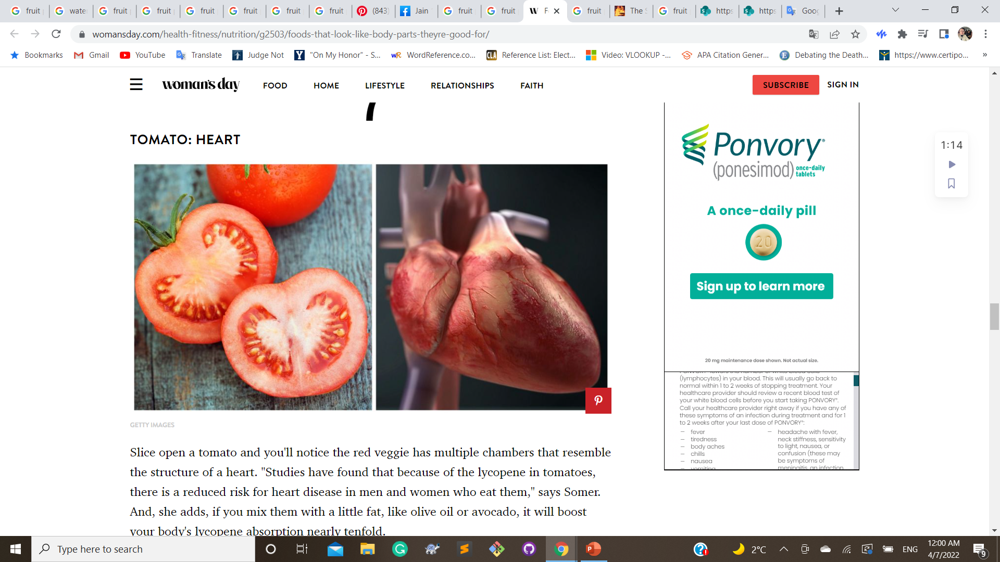 fruit
wate
fruit
fruit
fruit
fruit
fruit
fruit
(843)
Jain
fruit
fruit
fruit
The S
fruit
https
https
Goog
womansday.com/health-fitness/nutrition/g2503/foods-that-look-like-body-parts-theyre-good-for/
Bookmarks
Gmail
YouTube
Translate
Judge Not
"On My Honor" - S...
WordReference.co...
Reference List: Elect...
Video: VLOOKUP -...
APA Citation Gener...
Debating the Death...
https://www.certipo...
»
woman's day
FOOD
HOME
LIFESTYLE
RELATIONSHIPS
FAITH
SUBSCRIBE
SIGN IN
TOMATO: HEART
GETTY IMAGES
Slice open a tomato and you'll notice the red veggie has multiple chambers that resemble
the structure of a heart. "Studies have found that because of the lycopene in tomatoes,
there is a reduced risk for heart disease in men and women who eat them," says Somer.
And, she adds, if you mix them with a little fat, like olive oil or avocado, it will boost
your body's lycopene absorption nearly tenfold.
Ponvory®
(ponesimod) once-daily
tablets
A once-daily pill
20
Sign up to learn more
20 mg maintenance dose shown. Not actual size.
(lymphocytes) in your blood. This will usually go back to
normal within 1 to 2 weeks of stopping treatment. Your
healthcare provider should review a recent blood test of
your white blood cells before you start taking PONVORY®.
Call your healthcare provider right away if you have any of
these symptoms of an infection during treatment and for 1
to 2 weeks after your last dose of PONVORY®:
– fever
– tiredness
– body aches
– chills
– nausea
– vomiting
– headache with fever,
neck stiffness, sensitivity
to light, nausea, or
confusion (these may
be symptoms of
meningitis, an infection
1:14
Type here to search
2°C
ENG
12:00 AM
4/7/2022
9